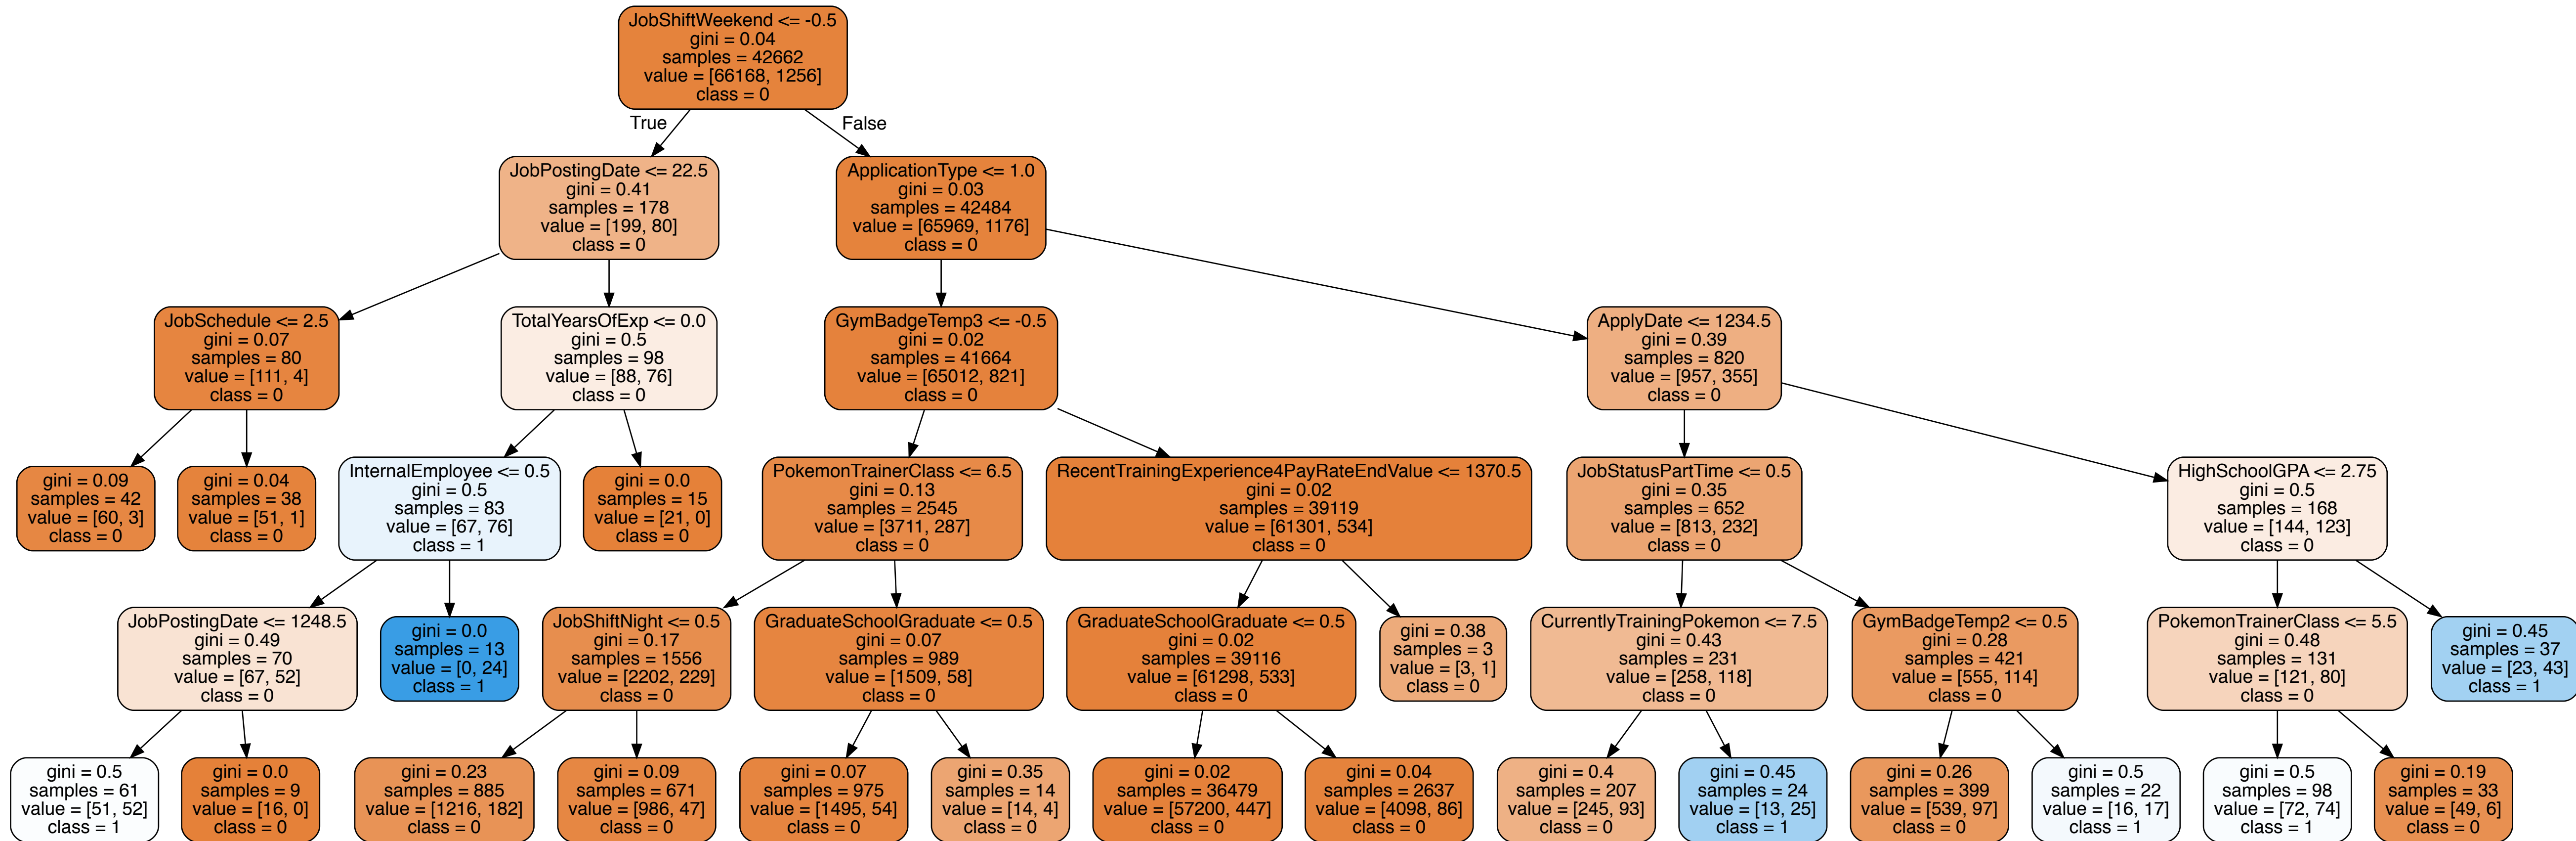 JobShiftWeekend <= -0.5
gini = 0.04
samples = 42662
value = [66168, 1256]
class = 0
True
False
JobPostingDate <= 22.5
gini = 0.41
samples = 178
value = [199, 80]
class = 0
ApplicationType <= 1.0
gini = 0.03
samples = 42484
value = [65969, 1176]
class = 0
JobSchedule <= 2.5
gini = 0.07
samples = 80
value = [111, 4]
class = 0
TotalYearsOfExp <= 0.0
gini = 0.5
samples = 98
value = [88, 76]
class = 0
GymBadgeTemp3 <= -0.5
gini = 0.02
samples = 41664
value = [65012, 821]
class = 0
ApplyDate <= 1234.5
gini = 0.39
samples = 820
value = [957, 355]
class = 0
gini = 0.09
samples = 42
value = [60, 3]
class = 0
gini = 0.04
samples = 38
value = [51, 1]
class = 0
InternalEmployee <= 0.5
gini = 0.5
samples = 83
value = [67, 76]
class = 1
gini = 0.0
samples = 15
value = [21, 0]
class = 0
PokemonTrainerClass <= 6.5
gini = 0.13
samples = 2545
value = [3711, 287]
class = 0
RecentTrainingExperience4PayRateEndValue <= 1370.5
gini = 0.02
samples = 39119
value = [61301, 534]
class = 0
JobStatusPartTime <= 0.5
gini = 0.35
samples = 652
value = [813, 232]
class = 0
HighSchoolGPA <= 2.75
gini = 0.5
samples = 168
value = [144, 123]
class = 0
JobPostingDate <= 1248.5
gini = 0.49
samples = 70
value = [67, 52]
class = 0
gini = 0.0
samples = 13
value = [0, 24]
class = 1
JobShiftNight <= 0.5
gini = 0.17
samples = 1556
value = [2202, 229]
class = 0
GraduateSchoolGraduate <= 0.5
gini = 0.07
samples = 989
value = [1509, 58]
class = 0
GraduateSchoolGraduate <= 0.5
gini = 0.02
samples = 39116
value = [61298, 533]
class = 0
gini = 0.38
samples = 3
value = [3, 1]
class = 0
CurrentlyTrainingPokemon <= 7.5
gini = 0.43
samples = 231
value = [258, 118]
class = 0
GymBadgeTemp2 <= 0.5
gini = 0.28
samples = 421
value = [555, 114]
class = 0
PokemonTrainerClass <= 5.5
gini = 0.48
samples = 131
value = [121, 80]
class = 0
gini = 0.45
samples = 37
value = [23, 43]
class = 1
gini = 0.5
samples = 61
value = [51, 52]
class = 1
gini = 0.0
samples = 9
value = [16, 0]
class = 0
gini = 0.23
samples = 885
value = [1216, 182]
class = 0
gini = 0.09
samples = 671
value = [986, 47]
class = 0
gini = 0.07
samples = 975
value = [1495, 54]
class = 0
gini = 0.35
samples = 14
value = [14, 4]
class = 0
gini = 0.02
samples = 36479
value = [57200, 447]
class = 0
gini = 0.04
samples = 2637
value = [4098, 86]
class = 0
gini = 0.4
samples = 207
value = [245, 93]
class = 0
gini = 0.45
samples = 24
value = [13, 25]
class = 1
gini = 0.26
samples = 399
value = [539, 97]
class = 0
gini = 0.5
samples = 22
value = [16, 17]
class = 1
gini = 0.5
samples = 98
value = [72, 74]
class = 1
gini = 0.19
samples = 33
value = [49, 6]
class = 0